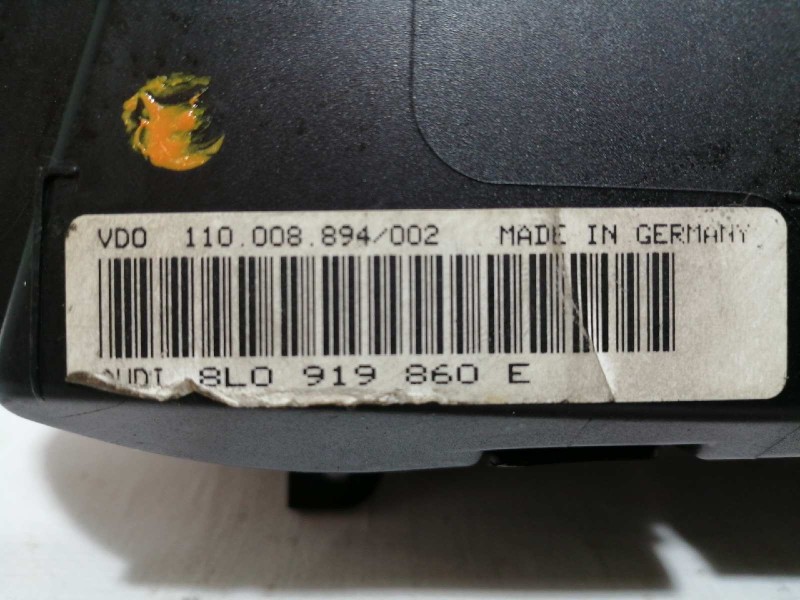 VDO 110.008.894/002 MADE IN GERMANY
AUDI 8L0 919 860 E